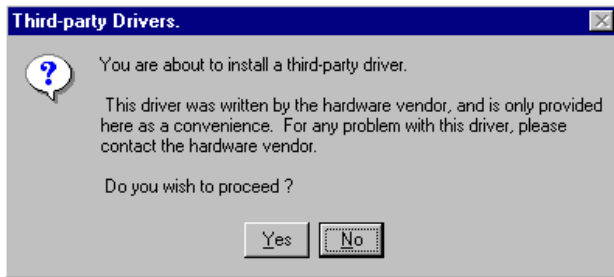 Third-party Drivers.
You are about to install a third-party driver.
This driver was written by the hardware vendor, and is only provided
here as a convenience. For any problem with this driver, please
contact the hardware vendor.
Do you wish to proceed ?
Yes No